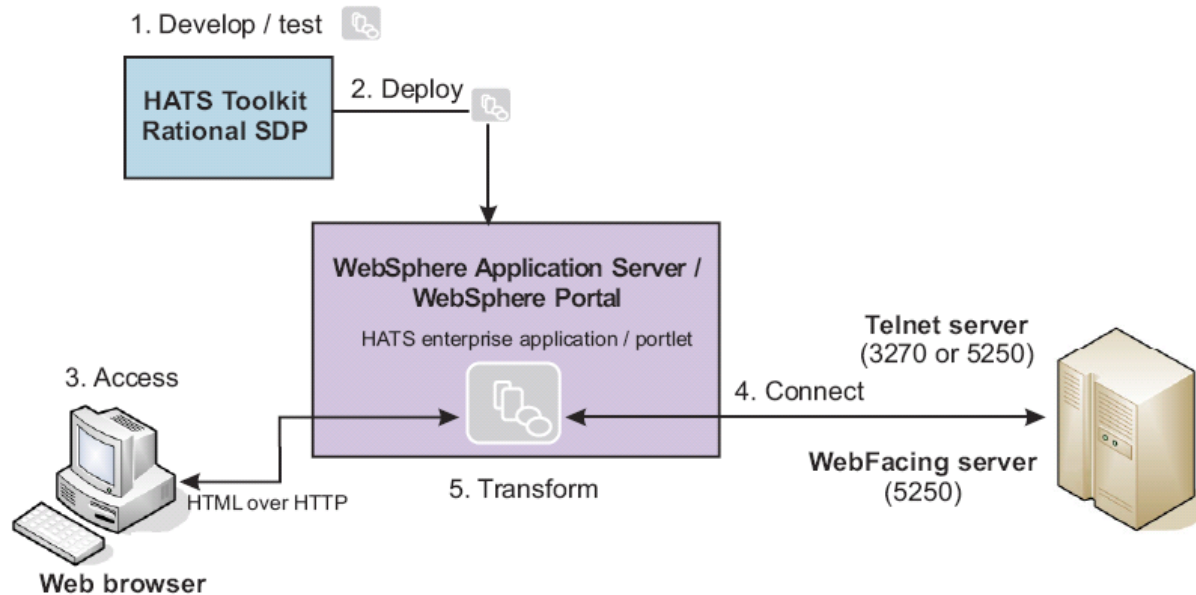 1. Develop / test
HATS Toolkit
Rational SDP
2. Deploy
WebSphere Application Server /
WebSphere Portal
HATS enterprise application / portlet
3. Access
HTML over HTTP
Web browser
4. Connect
5. Transform
Telnet server
(3270 or 5250)
WebFacing server
(5250)